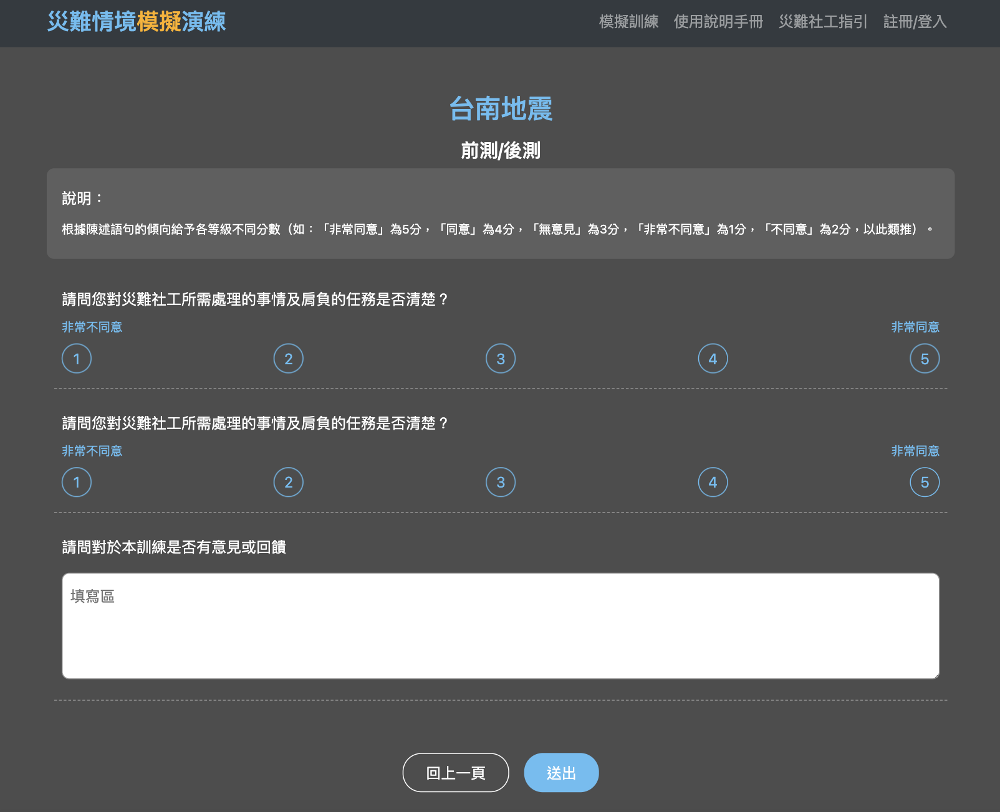 災難情境模擬演練
模擬訓練 使用說明手冊 災難社工指引 註冊/登入
台南地震
前測/後測
說明：
根據陳述語句的傾向給予各等級不同分數（如：「非常同意」為5分，「同意」為4分，「無意見」為3分，「非常不同意」為1分，「不同意」為2分，以此類推）。
請問您對災難社工所需處理的事情及肩負的任務是否清楚？
非常不同意 非常同意
1 2 3 4 5
請問您對災難社工所需處理的事情及肩負的任務是否清楚？
非常不同意 非常同意
1 2 3 4 5
請問對於本訓練是否有意見或回饋
填寫區
回上一頁 送出